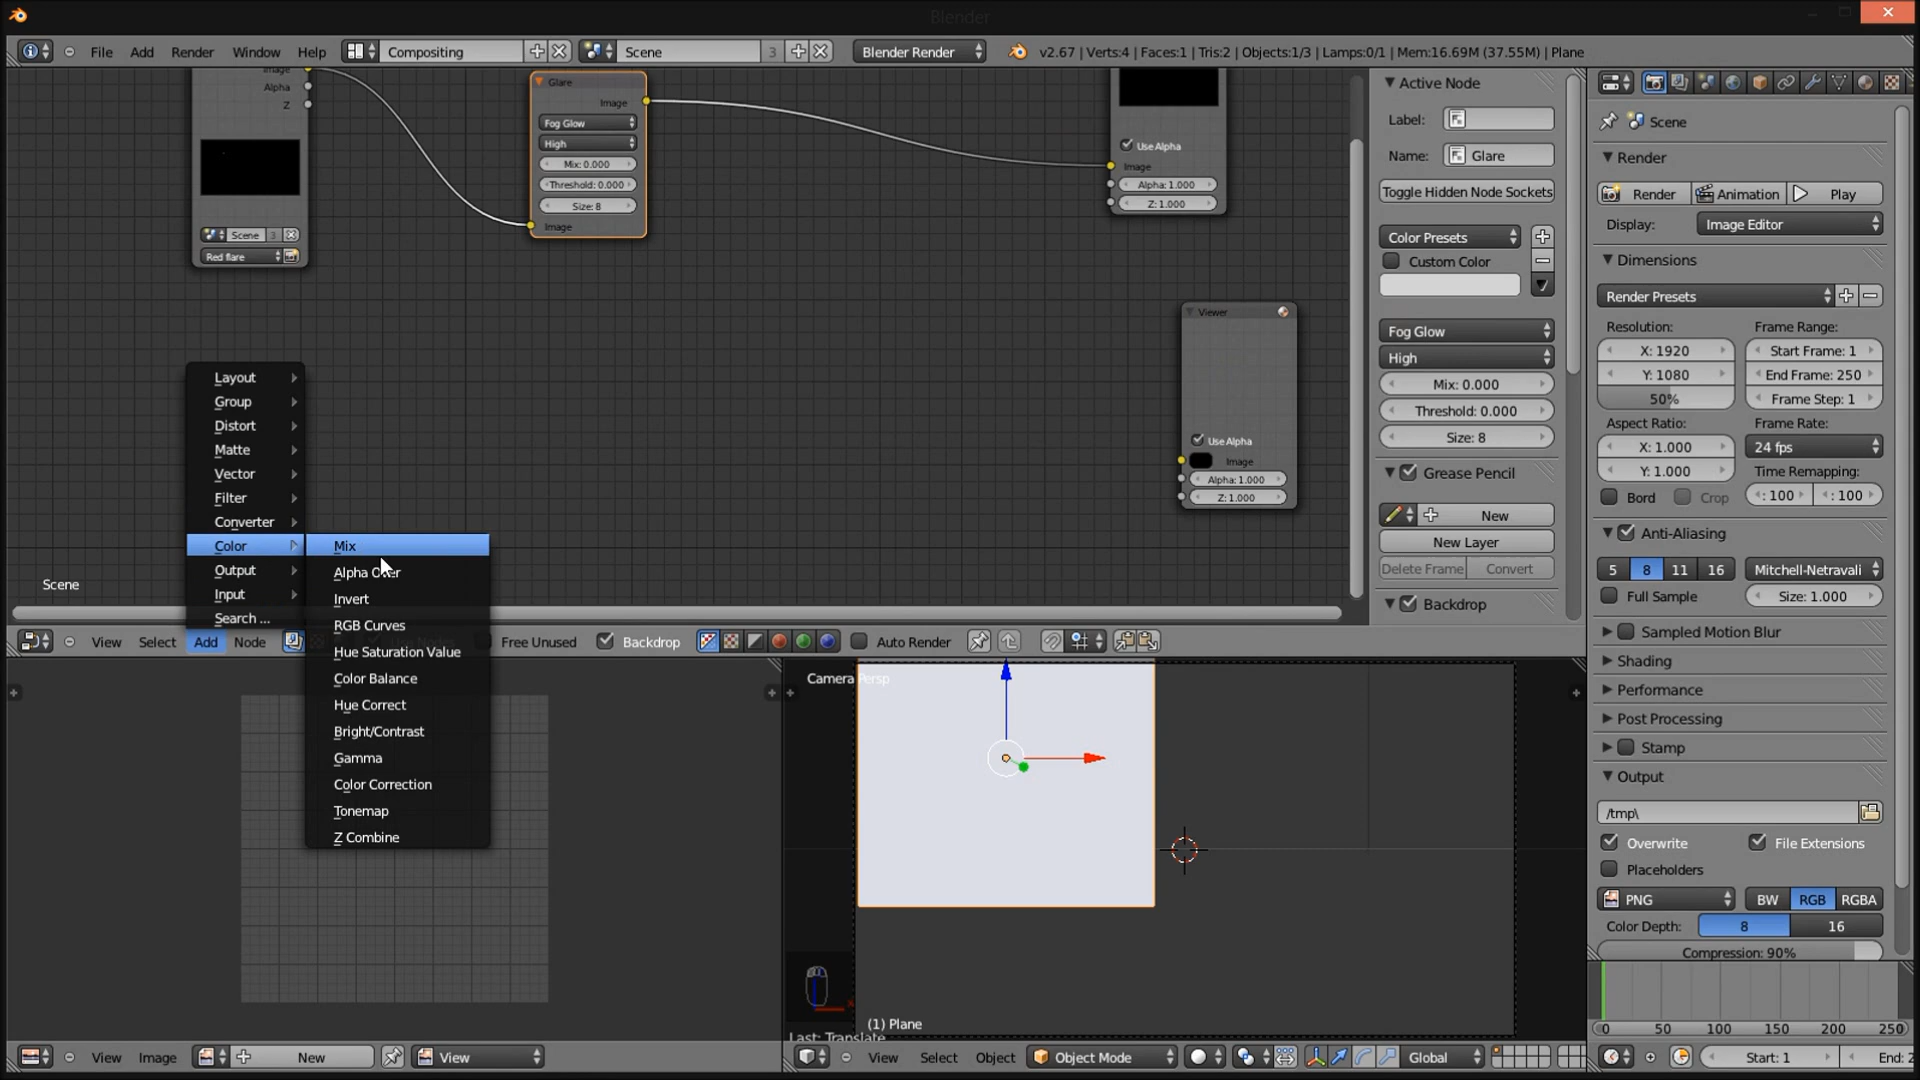 Blender
File Add Render Window Help Compositing Scene 3 Blender Render v2.67 | Verts:4 | Faces:1 | Tris:2 | Objects:1/3 | Lamps:0/1 | Mem:16.69M (37.55M) | Plane
Image
Alpha
Z
Scene 3
Red flare
Glare
Image
Fog Glow
High
Mix: 0.000
Threshold: 0.000
Size: 8
Image
Use Alpha
Image
Alpha: 1.000
Z: 1.000
Viewer
Use Alpha
Image
Alpha: 1.000
Z: 1.000
Layout
Group
Distort
Matte
Vector
Filter
Converter
Color
Output
Input
Search ...
Mix
Alpha Over
Invert
RGB Curves
Hue Saturation Value
Color Balance
Hue Correct
Bright/Contrast
Gamma
Color Correction
Tonemap
Z Combine
Scene
View Select Add Node Free Unused Backdrop Auto Render
Active Node
Label:
Name: Glare
Toggle Hidden Node Sockets
Color Presets
Custom Color
Fog Glow
High
Mix: 0.000
Threshold: 0.000
Size: 8
Grease Pencil
New
New Layer
Delete Frame Convert
Backdrop
Scene
Render
Render Animation Play
Display: Image Editor
Dimensions
Render Presets
Resolution: Frame Range:
X: 1920 Start Frame: 1
Y: 1080 End Frame: 250
50% Frame Step: 1
Aspect Ratio: Frame Rate:
X: 1.000 24 fps
Y: 1.000 Time Remapping:
Bord Crop : 100 : 100
Anti-Aliasing
5 8 11 16 Mitchell-Netravali
Full Sample Size: 1.000
Sampled Motion Blur
Shading
Performance
Post Processing
Stamp
Output
/tmp\
Overwrite File Extensions
Placeholders
PNG BW RGB RGBA
Color Depth: 8 16
Compression: 90%
0 50 100 150 200 250
Start: 1 End: 2
Camera Persp
(1) Plane
Last: Translate
View Image New View
View Select Object Object Mode Global